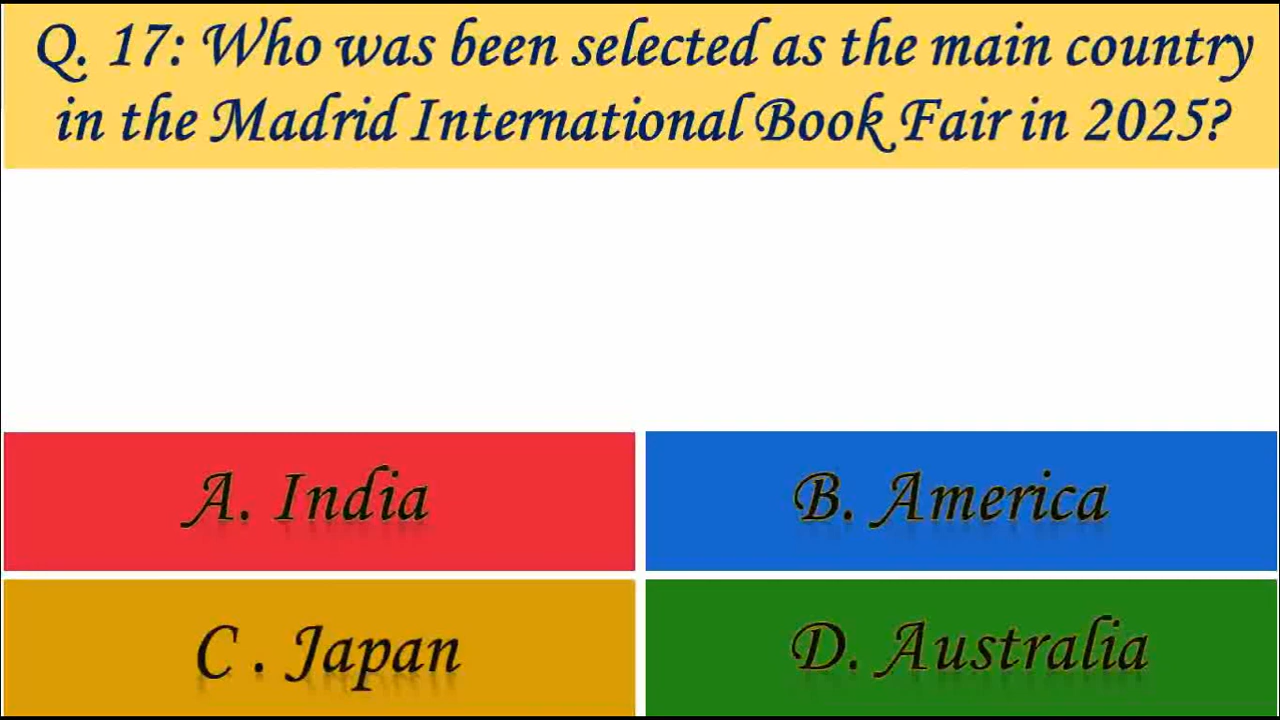 Q. 17: Who was been selected as the main country
in the Madrid International Book Fair in 2025?
A. India
B. America
C . Japan
D. Australia